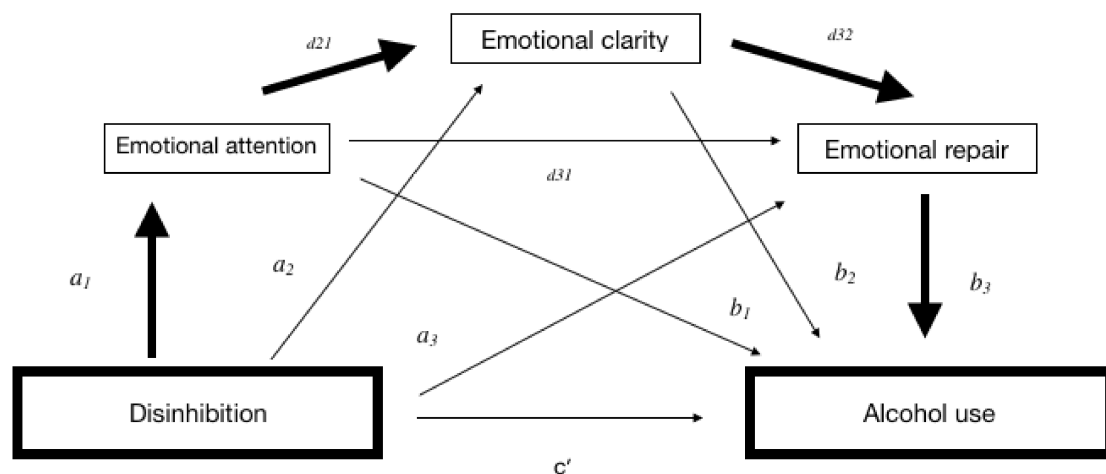 d21
Emotional clarity
d32
Emotional attention
Emotional repair
d31
a1
a2
a3
b1
b2
b3
Disinhibition
Alcohol use
c′